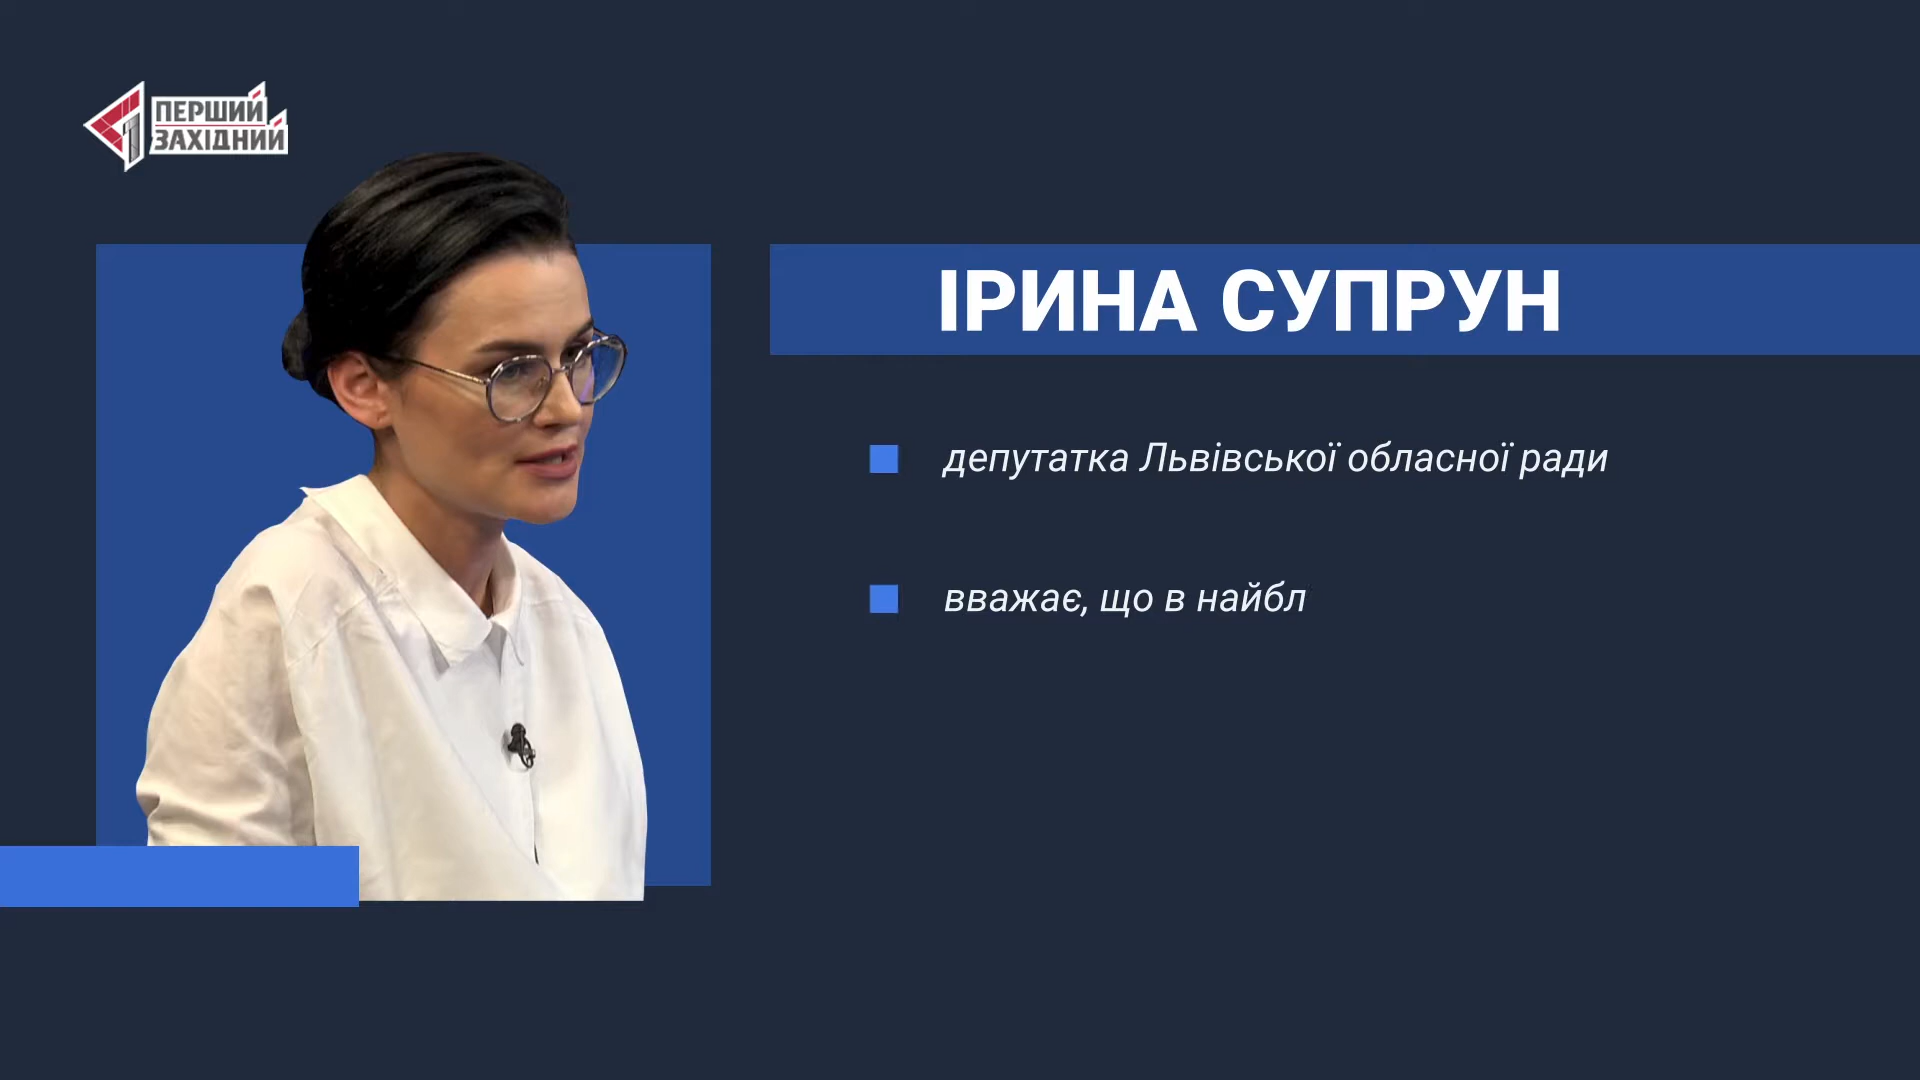 ПЕРШИЙ
ЗАХІДНИЙ
ІРИНА СУПРУН
депутатка Львівської обласної ради
вважає, що в найбл